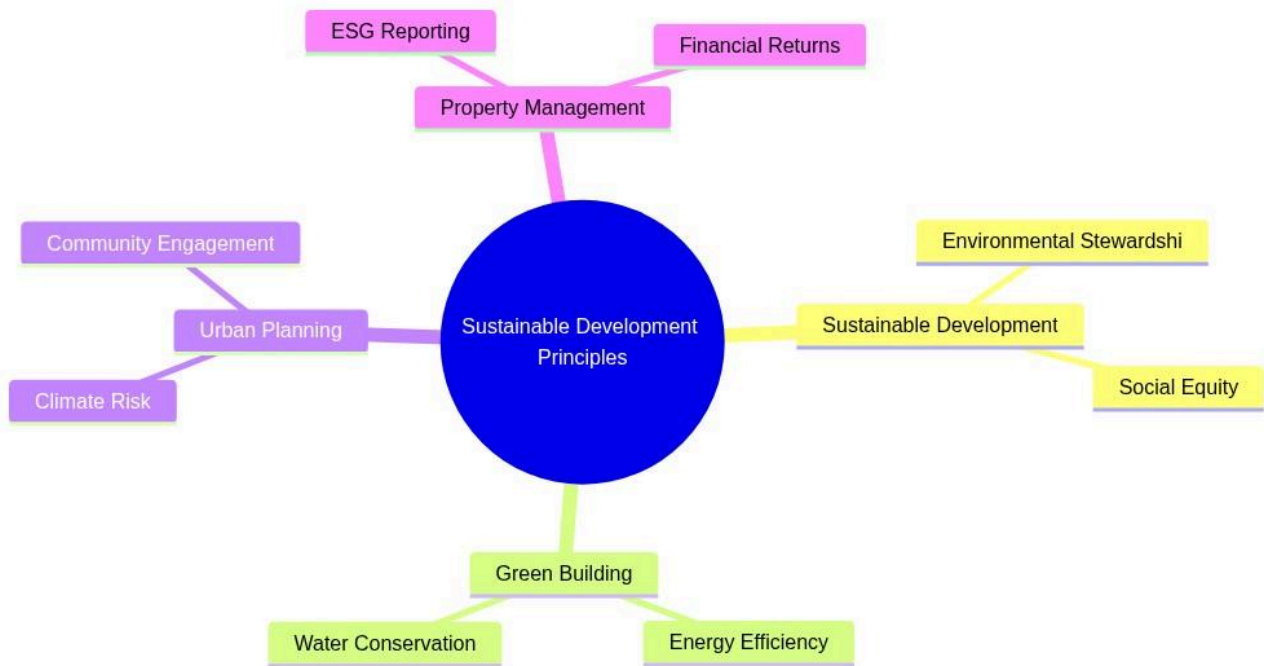 ESG Reporting
Financial Returns
Property Management
Community Engagement
Environmental Stewardshi
Urban Planning
Sustainable Development
Principles
Sustainable Development
Climate Risk
Social Equity
Green Building
Water Conservation
Energy Efficiency